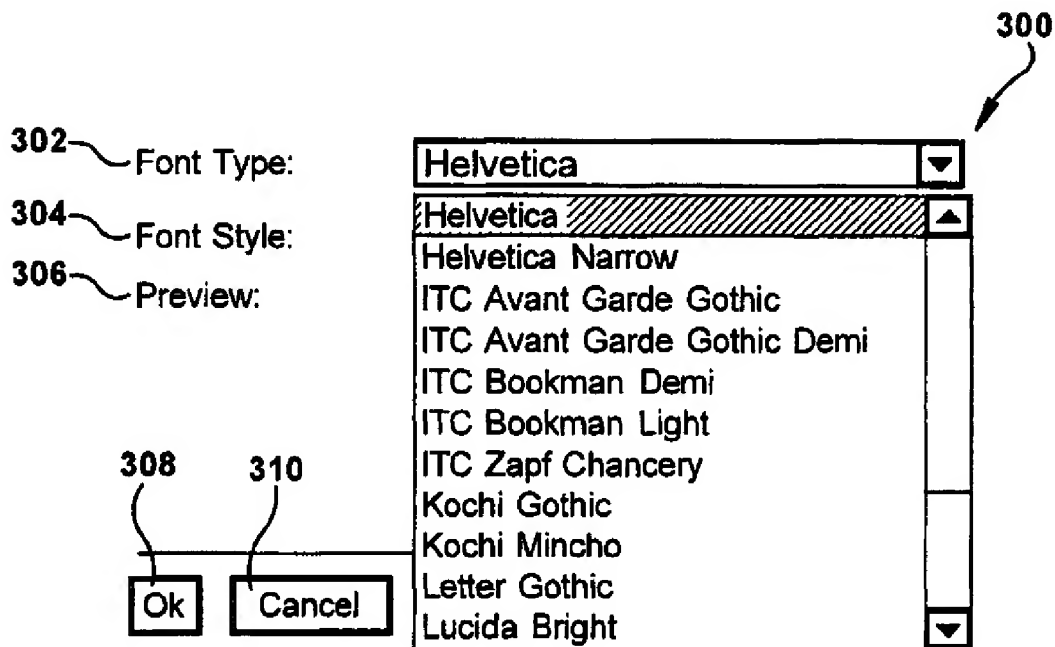 300
302 Font Type: Helvetica
304 Font Style: Helvetica
Helvetica Narrow
306 Preview: ITC Avant Garde Gothic
ITC Avant Garde Gothic Demi
ITC Bookman Demi
ITC Bookman Light
308 310 ITC Zapf Chancery
Kochi Gothic
Kochi Mincho
Ok Cancel Letter Gothic
Lucida Bright